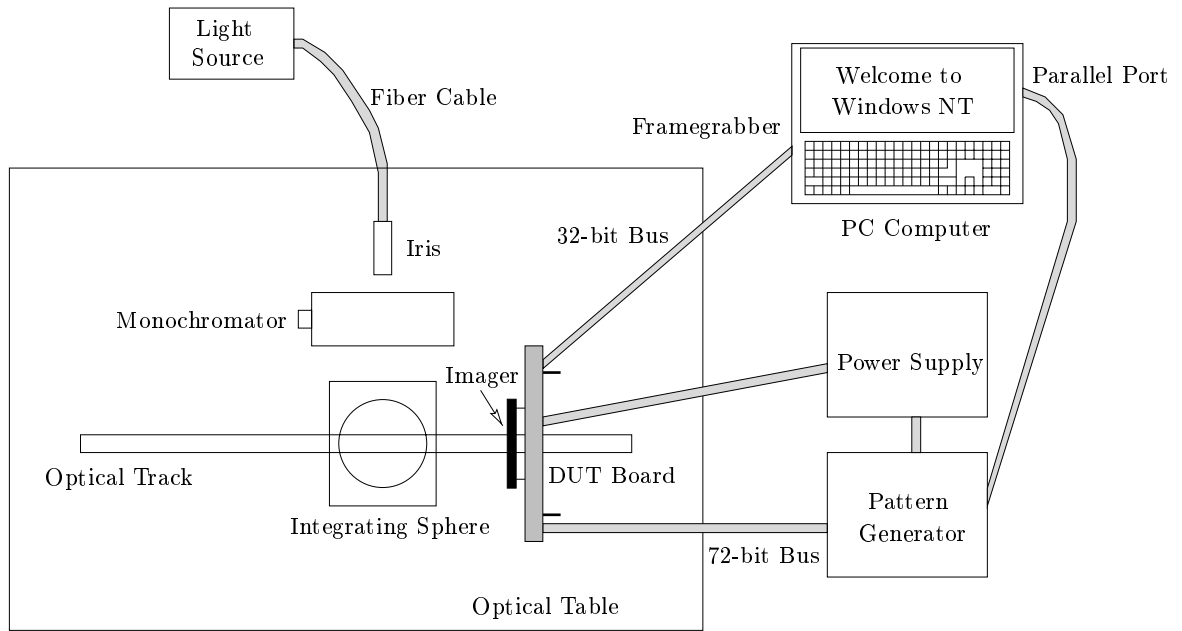 Light
Source
Fiber Cable
Welcome to
Windows NT
Parallel Port
Framegrabber
PC Computer
32-bit Bus
Iris
Monochromator
Power Supply
Imager
Optical Track
DUT Board
Integrating Sphere
Pattern
Generator
72-bit Bus
Optical Table